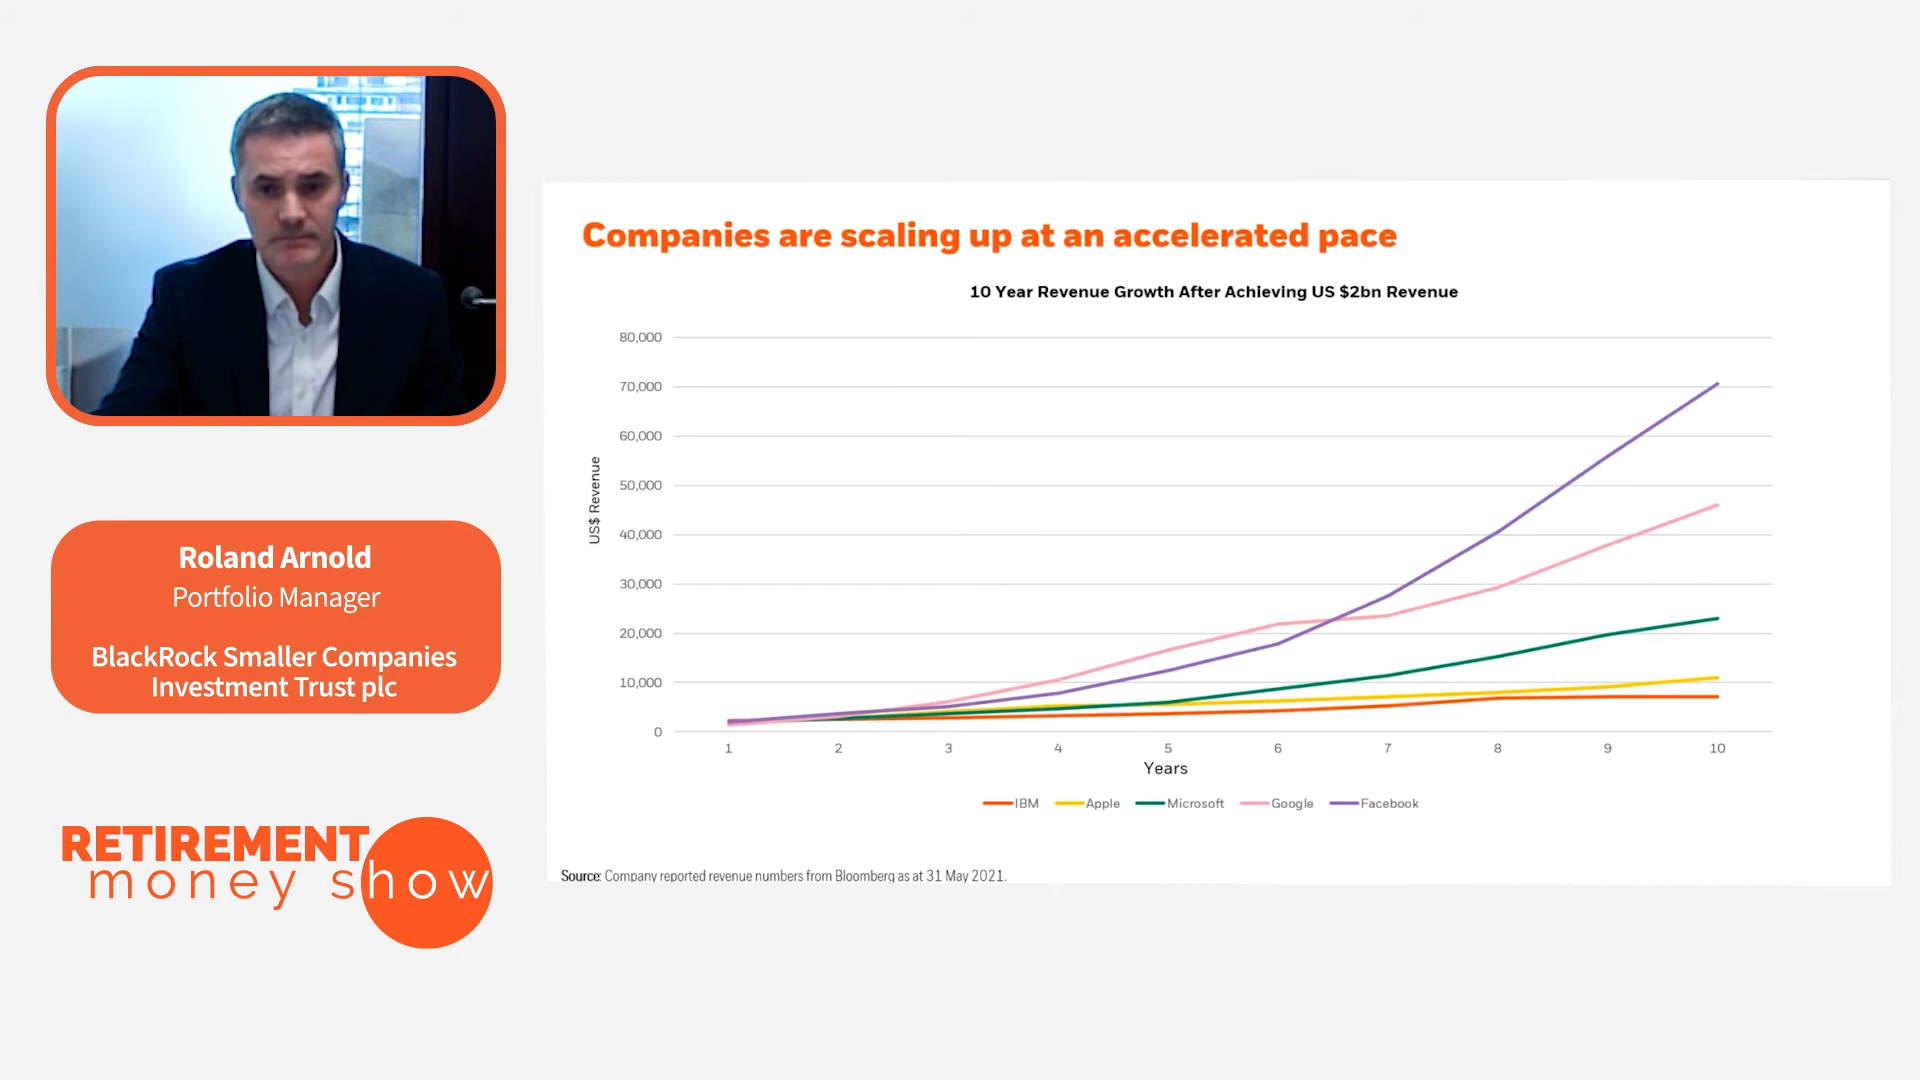 Roland Arnold
Portfolio Manager
BlackRock Smaller Companies
Investment Trust plc
RETIREMENT
money show
Companies are scaling up at an accelerated pace
10 Year Revenue Growth After Achieving US $2bn Revenue
US$ Revenue
80,000
70,000
60,000
50,000
40,000
30,000
20,000
10,000
0
1 2 3 4 5 6 7 8 9 10
Years
IBM Apple Microsoft Google Facebook
Source: Company reported revenue numbers from Bloomberg as at 31 May 2021.